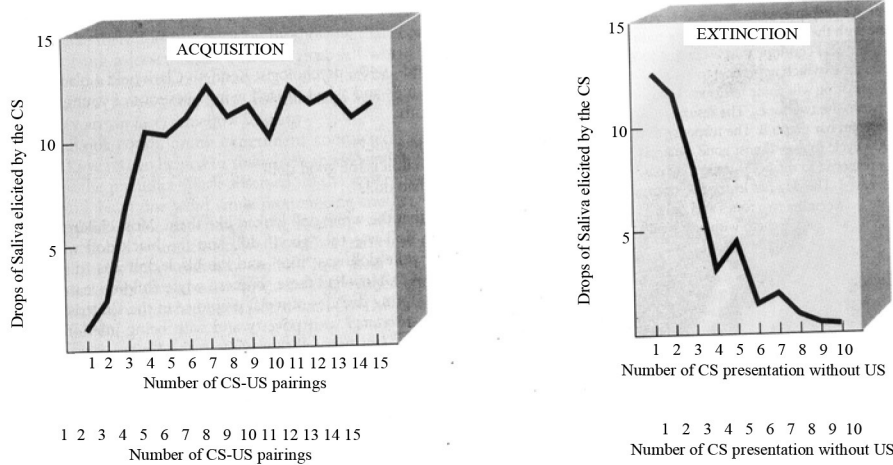 15
ACQUISITION
10
5
Drops of Saliva elicited by the CS
1 2 3 4 5 6 7 8 9 10 11 12 13 14 15
Number of CS-US pairings
1 2 3 4 5 6 7 8 9 10 11 12 13 14 15
Number of CS-US pairings
15
EXTINCTION
10
5
Drops of Saliva elicited by the CS
1 2 3 4 5 6 7 8 9 10
Number of CS presentation without US
1 2 3 4 5 6 7 8 9 10
Number of CS presentation without US